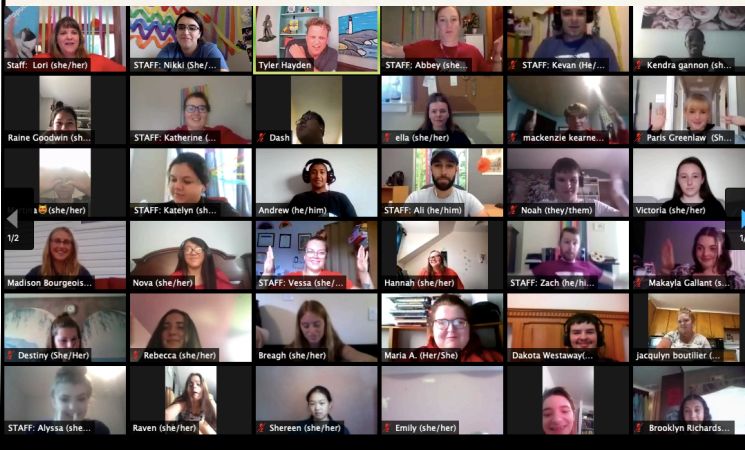 Staff: Lori (she/her)
STAFF: Nikki (She/...
Tyler Hayden
STAFF: Abbey (she...
STAFF: Kevan (He/...
Kendra gannon (sh...
Raine Goodwin (sh...
STAFF: Katherine (...
Dash
ella (she/her)
mackenzie kearne...
Paris Greenlaw (Sh...
(she/her)
STAFF: Katelyn (sh...
Andrew (he/him)
STAFF: Ali (he/him)
Noah (they/them)
Victoria (she/her)
1/2
Madison Bourgeois...
Nova (she/her)
STAFF: Vessa (she/...
Hannah (she/her)
STAFF: Zach (he/hi...
Makayla Gallant (s...
Destiny (She/Her)
Rebecca (she/her)
Breagh (she/her)
Maria A. (Her/She)
Dakota Westaway(...
jacqulyn boutilier (...
STAFF: Alyssa (she...
Raven (she/her)
Shereen (she/her)
Emily (she/her)
Brooklyn Richards...